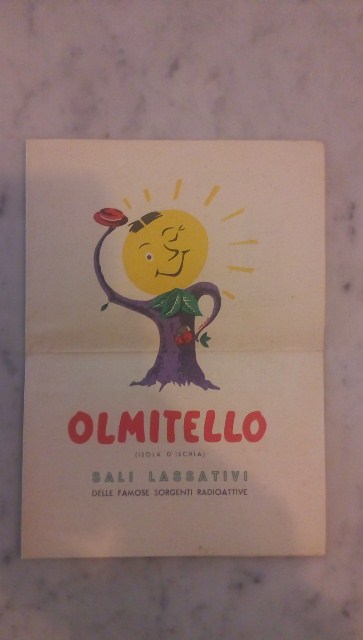 OLMITELLO
(ISOLA D'ISCHIA)
SALI LASSATIVI
DELLE FAMOSE SORGENTI RADIOATTIVE